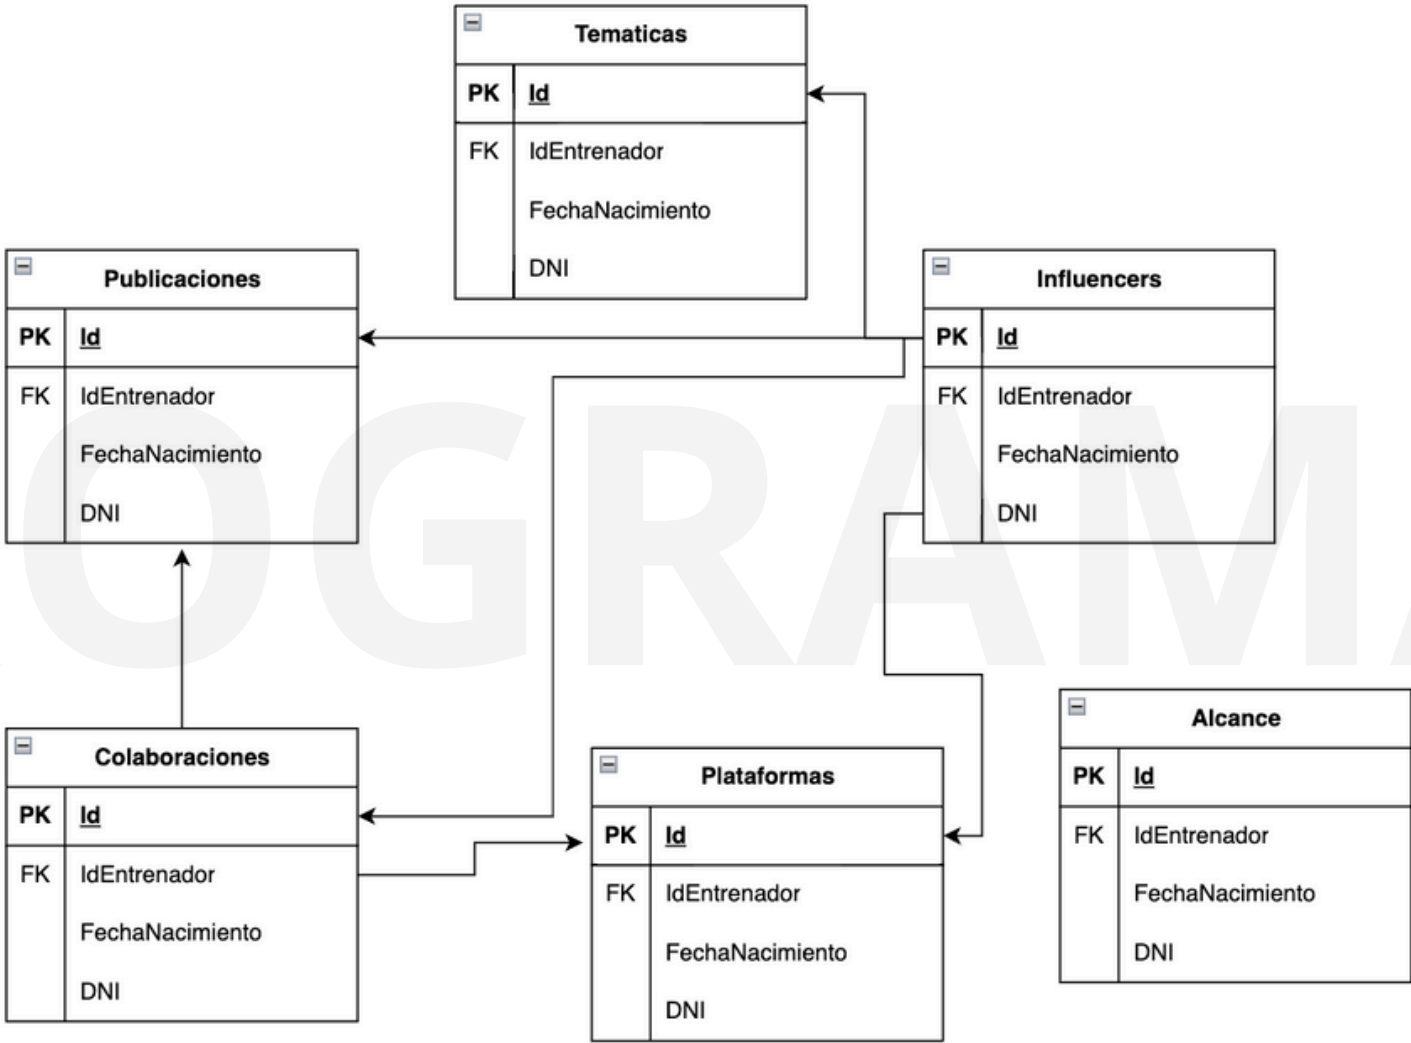 Tematicas
PK Id
FK IdEntrenador
FechaNacimiento
DNI
Publicaciones
PK Id
FK IdEntrenador
FechaNacimiento
DNI
Influencers
PK Id
FK IdEntrenador
FechaNacimiento
DNI
Colaboraciones
PK Id
FK IdEntrenador
FechaNacimiento
DNI
Plataformas
PK Id
FK IdEntrenador
FechaNacimiento
DNI
Alcance
PK Id
FK IdEntrenador
FechaNacimiento
DNI
OGRAM